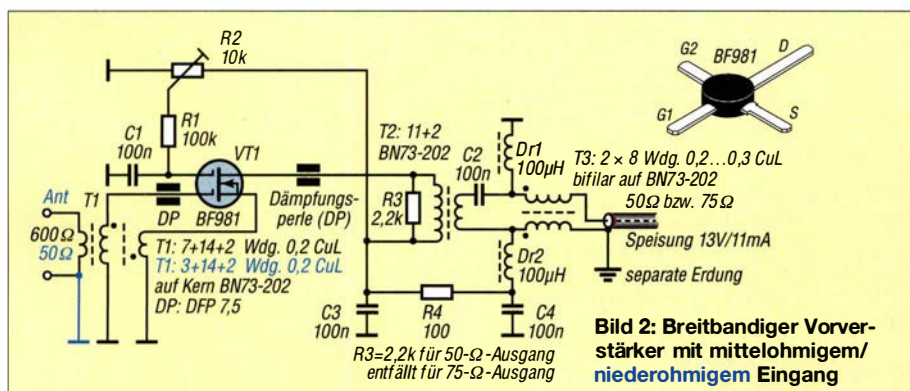 R2
10k
G2
BF981
D
G1
S
R1
100k
C1
100n
VT1
BF981
T2: 11+2
BN73-202
C2
100n
Dr1
100µH
T3: 2 × 8 Wdg. 0,2...0,3 CuL
bifilar auf BN73-202
50Ω bzw. 75Ω
Ant
T1
DP
Dämpfungs-
perle (DP)
R3
2,2k
600Ω
50Ω
Speisung 13V/11mA
T1: 7+14+2 Wdg. 0,2 CuL
T1: 3+14+2 Wdg. 0,2 CuL
auf Kern BN73-202
DP: DFP 7,5
Dr2
100µH
separate Erdung
C3
100n
R4
100
C4
100n
R3=2,2k für 50-Ω-Ausgang
entfällt für 75-Ω-Ausgang
Bild 2: Breitbandiger Vorver-
stärker mit mittelohmigem/
niederohmigem Eingang